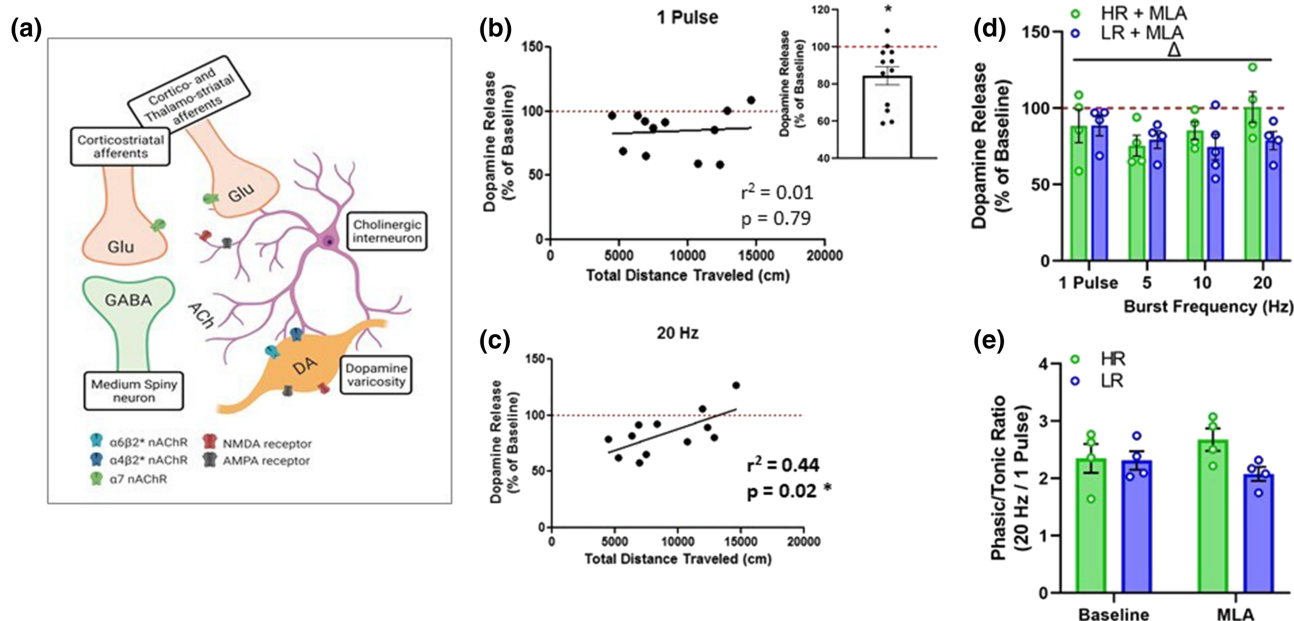 (a)
Cortico- and
Thalamo-striatal
afferents
Corticostriatal
afferents
Glu
Glu
Cholinergic
interneuron
GABA
ACh
DA
Dopamine
varicosity
Medium Spiny
neuron
α6β2* nAChR
α4β2* nAChR
α7 nAChR
NMDA receptor
AMPA receptor
(b)
1 Pulse
Dopamine Release
(% of Baseline)
150
100
50
0
0 5000 10000 15000 20000
Total Distance Traveled (cm)
r² = 0.01
p = 0.79
Dopamine Release
(% of Baseline)
120
100
80
60
40
*
(c)
20 Hz
Dopamine Release
(% of Baseline)
150
100
50
0
0 5000 10000 15000 20000
Total Distance Traveled (cm)
r² = 0.44
p = 0.02 *
(d)
HR + MLA
LR + MLA
Δ
Dopamine Release
(% of Baseline)
150
100
50
0
1 Pulse 5 10 20
Burst Frequency (Hz)
(e)
HR
LR
Phasic/Tonic Ratio
(20 Hz / 1 Pulse)
4
3
2
1
0
Baseline MLA